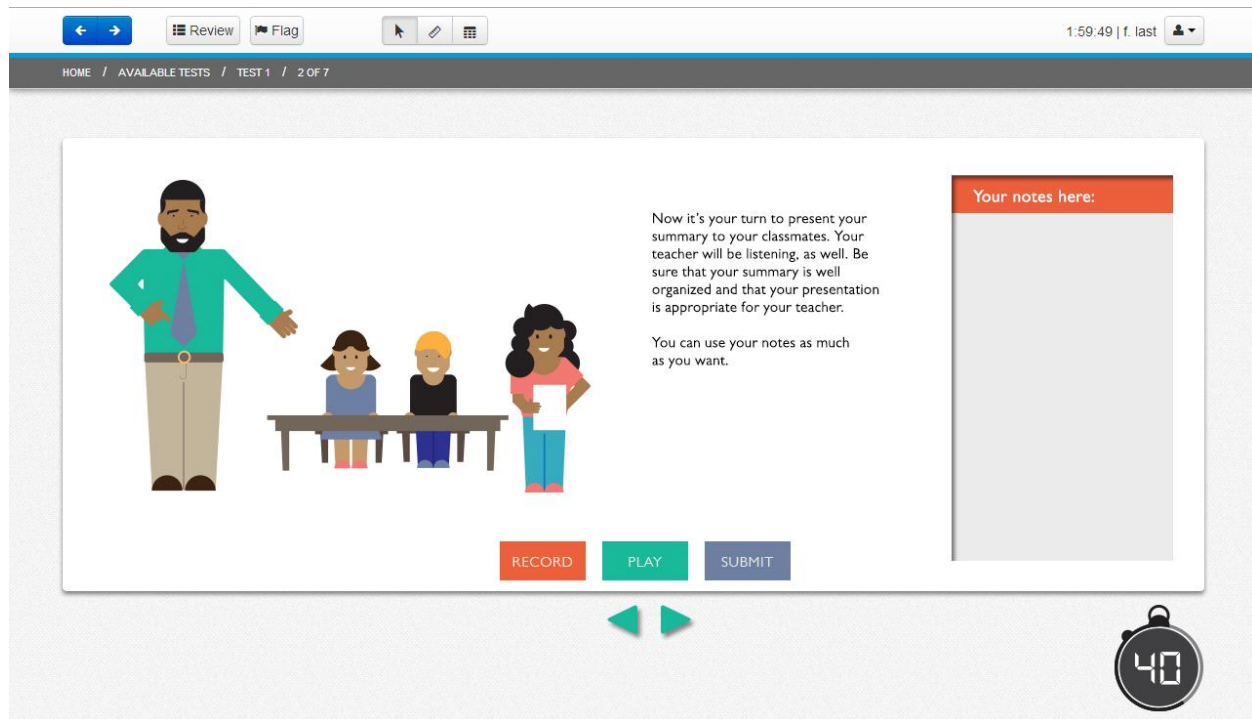 Review Flag 1:59:49 | f. last
HOME / AVAILABLE TESTS / TEST 1 / 2 OF 7
Now it's your turn to present your
summary to your classmates. Your
teacher will be listening, as well. Be
sure that your summary is well
organized and that your presentation
is appropriate for your teacher.
You can use your notes as much
as you want.
Your notes here:
RECORD PLAY SUBMIT
40